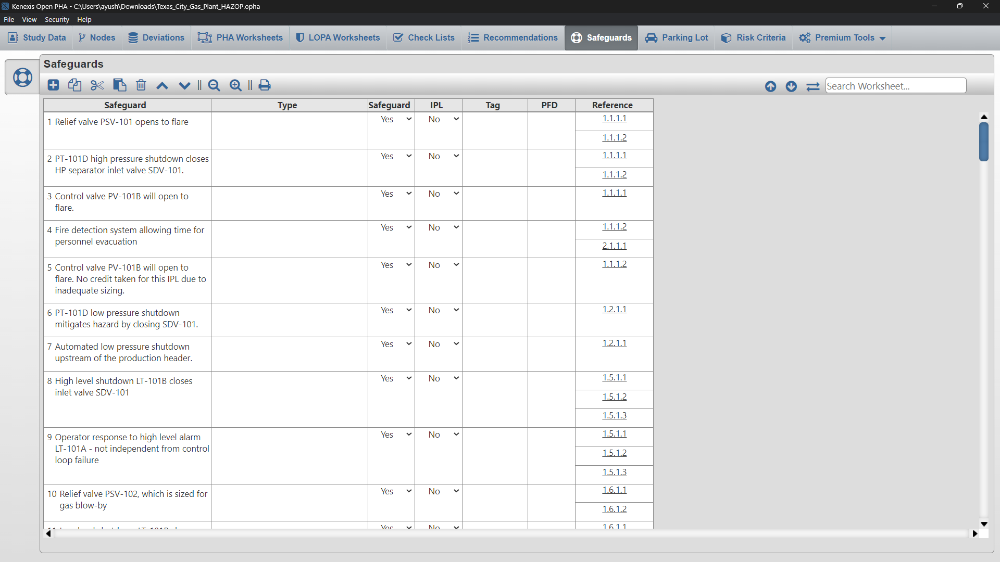 Kenexis Open PHA - C:\Users\ayush\Downloads\Texas_City_Gas_Plant_HAZOP.opha
File View Security Help
Study Data Nodes Deviations PHA Worksheets LOPA Worksheets Check Lists Recommendations Safeguards Parking Lot Risk Criteria Premium Tools
Safeguards
Search Worksheet...
Safeguard Type Safeguard IPL Tag PFD Reference
1 Relief valve PSV-101 opens to flare Yes No 1.1.1.1
1.1.1.2
2 PT-101D high pressure shutdown closes Yes No 1.1.1.1
HP separator inlet valve SDV-101.
1.1.1.2
3 Control valve PV-101B will open to Yes No 1.1.1.1
flare.
4 Fire detection system allowing time for Yes No 1.1.1.2
personnel evacuation
2.1.1.1
5 Control valve PV-101B will open to Yes No 1.1.1.2
flare. No credit taken for this IPL due to
inadequate sizing.
6 PT-101D low pressure shutdown Yes No 1.2.1.1
mitigates hazard by closing SDV-101.
7 Automated low pressure shutdown Yes No 1.2.1.1
upstream of the production header.
8 High level shutdown LT-101B closes Yes No 1.5.1.1
inlet valve SDV-101
1.5.1.2
1.5.1.3
9 Operator response to high level alarm Yes No 1.5.1.1
LT-101A - not independent from control
1.5.1.2
loop failure
1.5.1.3
10 Relief valve PSV-102, which is sized for Yes No 1.6.1.1
gas blow-by
1.6.1.2
Yes No 1.6.1.1